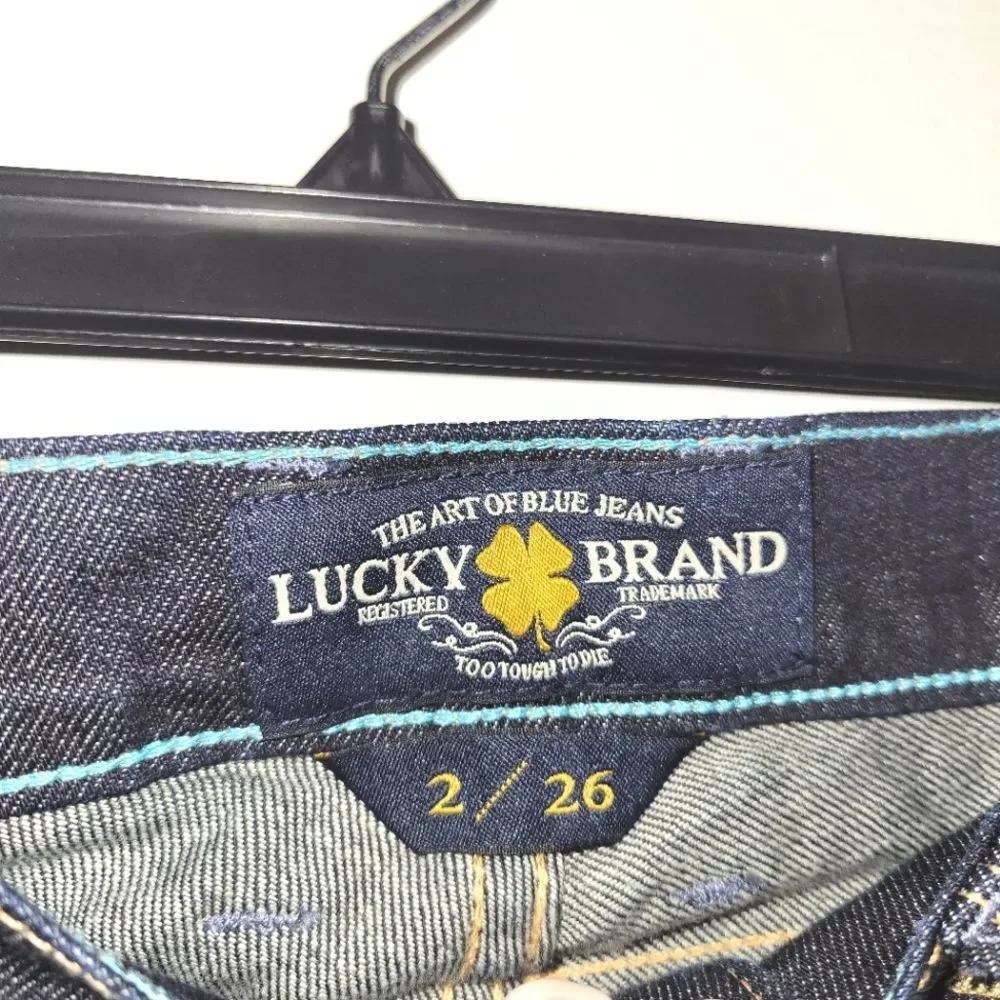 THE ART OF BLUE JEANS
LUCKY BRAND
REGISTERED TRADEMARK
TOO TOUGH TO DIE
2 / 26